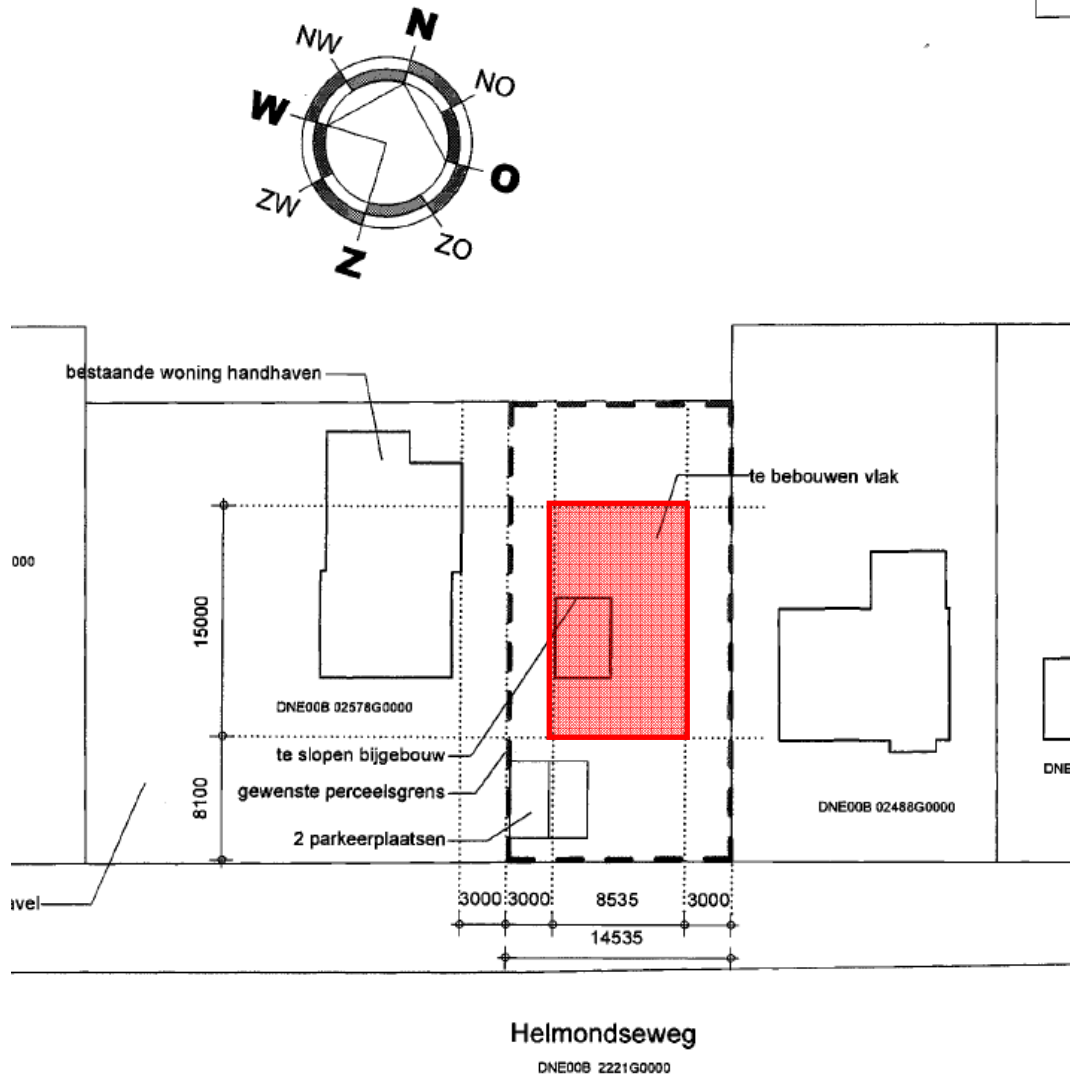 N
NW
NO
W
O
ZW
ZO
Z
bestaande woning handhaven
te bebouwen vlak
000
15000
DNE00B 02578G0000
te slopen bijgebouw
gewenste perceelsgrens
8100
2 parkeerplaatsen
DNE00B 02488G0000
DNE
avel
3000 3000 8535 3000
14535
Helmondseweg
DNE00B 2221G0000